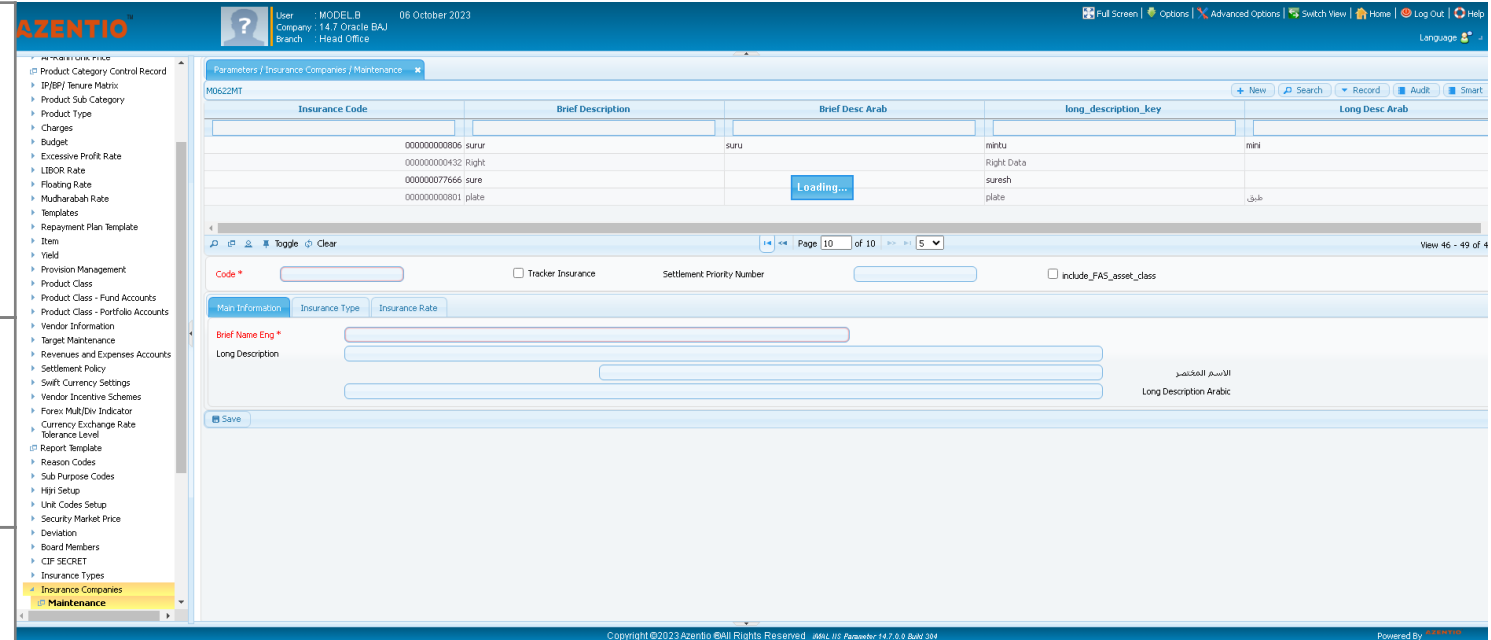 AZENTIO™
User : MODEL.B 06 October 2023
Company : 14.7 Oracle BAJ
Branch : Head Office
Full Screen | Options | Advanced Options | Switch View | Home | Log Out | Help
Language
Product Category Control Record
IP/BP/ Tenure Matrix
Product Sub Category
Product Type
Charges
Budget
Excessive Profit Rate
LIBOR Rate
Floating Rate
Mudharabah Rate
Templates
Repayment Plan Template
Item
Yield
Provision Management
Product Class
Product Class - Fund Accounts
Product Class - Portfolio Accounts
Vendor Information
Target Maintenance
Revenues and Expenses Accounts
Settlement Policy
Swift Currency Settings
Vendor Incentive Schemes
Forex Mult/Div Indicator
Currency Exchange Rate
Tolerance Level
Report Template
Reason Codes
Sub Purpose Codes
Hijri Setup
Unit Codes Setup
Security Market Price
Deviation
Board Members
CIF SECRET
Insurance Types
Insurance Companies
Maintenance
Parameters / Insurance Companies / Maintenance
M0622MT
New Search Record Audit Smart
Insurance Code Brief Description Brief Desc Arab long_description_key Long Desc Arab
000000000806 surur suru mintu mini
000000000432 Right Right Data
000000077666 sure suresh
000000000801 plate plate طبق
Loading...
Toggle Clear Page 10 of 10 5 View 46 - 49 of 4
Code * Tracker Insurance Settlement Priority Number include_FAS_asset_class
Main Information Insurance Type Insurance Rate
Brief Name Eng *
Long Description
الاسم المختصر
Long Description Arabic
Save
Copyright ©2023 Azentio ®All Rights Reserved iMAL IIS Parameter 14.7.0.0 Build 304
Powered By AZENTIO